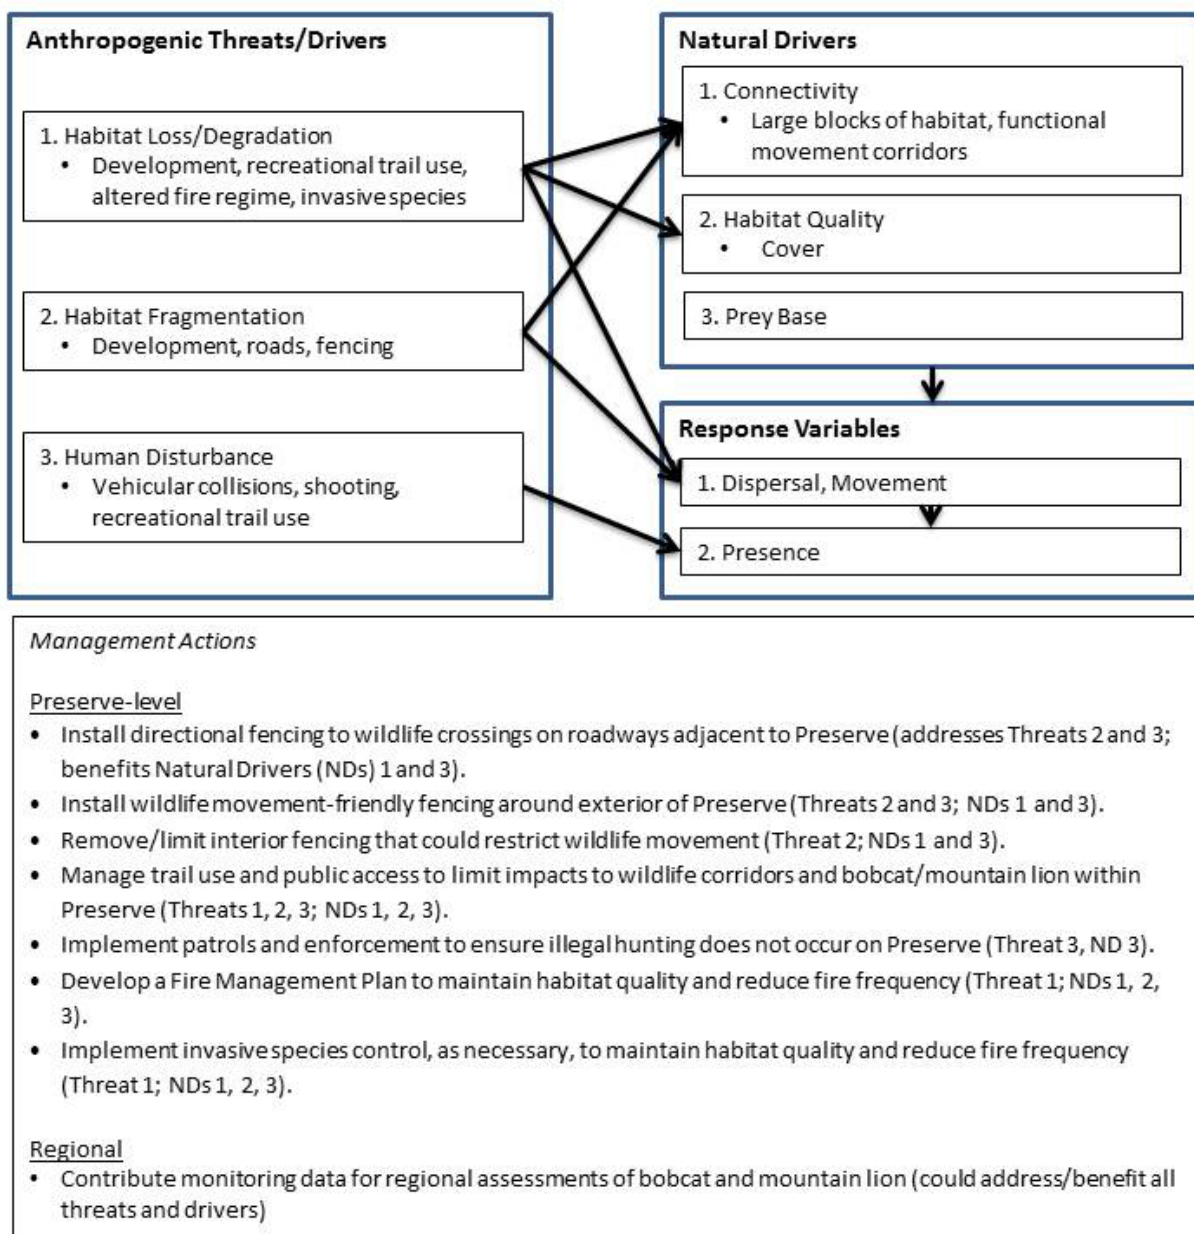 Anthropogenic Threats/Drivers
1. Habitat Loss/Degradation
• Development, recreational trail use,
altered fire regime, invasive species
2. Habitat Fragmentation
• Development, roads, fencing
3. Human Disturbance
• Vehicular collisions, shooting,
recreational trail use
Natural Drivers
1. Connectivity
• Large blocks of habitat, functional
movement corridors
2. Habitat Quality
• Cover
3. Prey Base
Response Variables
1. Dispersal, Movement
2. Presence
Management Actions
Preserve-level
• Install directional fencing to wildlife crossings on roadways adjacent to Preserve (addresses Threats 2 and 3;
benefits Natural Drivers (NDs) 1 and 3).
• Install wildlife movement-friendly fencing around exterior of Preserve (Threats 2 and 3; NDs 1 and 3).
• Remove/limit interior fencing that could restrict wildlife movement (Threat 2; NDs 1 and 3).
• Manage trail use and public access to limit impacts to wildlife corridors and bobcat/mountain lion within
Preserve (Threats 1, 2, 3; NDs 1, 2, 3).
• Implement patrols and enforcement to ensure illegal hunting does not occur on Preserve (Threat 3, ND 3).
• Develop a Fire Management Plan to maintain habitat quality and reduce fire frequency (Threat 1; NDs 1, 2,
3).
• Implement invasive species control, as necessary, to maintain habitat quality and reduce fire frequency
(Threat 1; NDs 1, 2, 3).
Regional
• Contribute monitoring data for regional assessments of bobcat and mountain lion (could address/benefit all
threats and drivers)